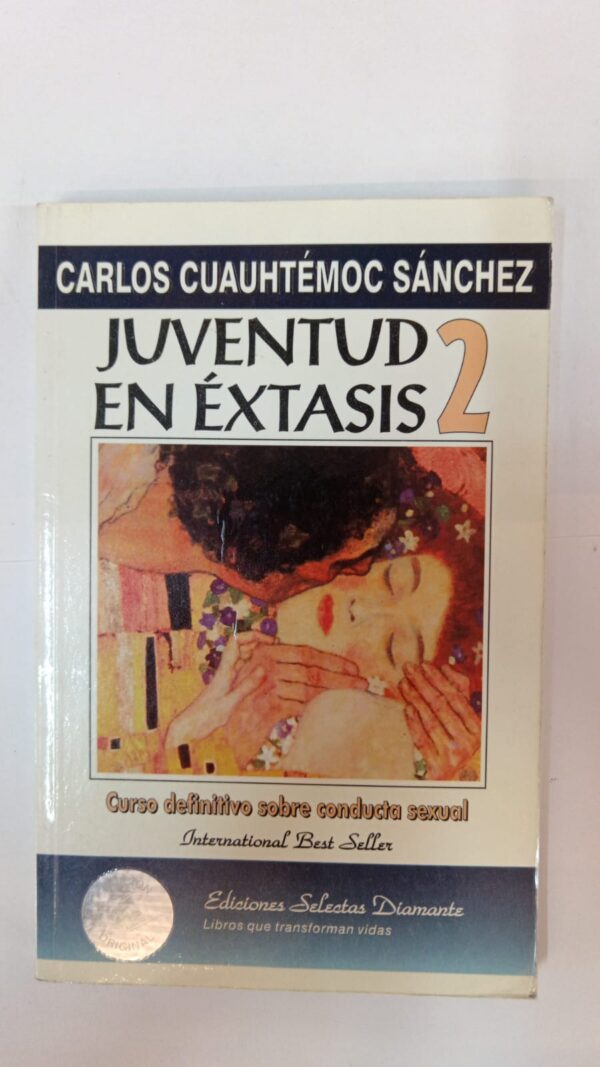 CARLOS CUAUHTÉMOC SÁNCHEZ
JUVENTUD
EN ÉXTASIS 2
Curso definitivo sobre conducta sexual
International Best Seller
Ediciones Selectas Diamante
Libros que transforman vidas
ORIGINAL